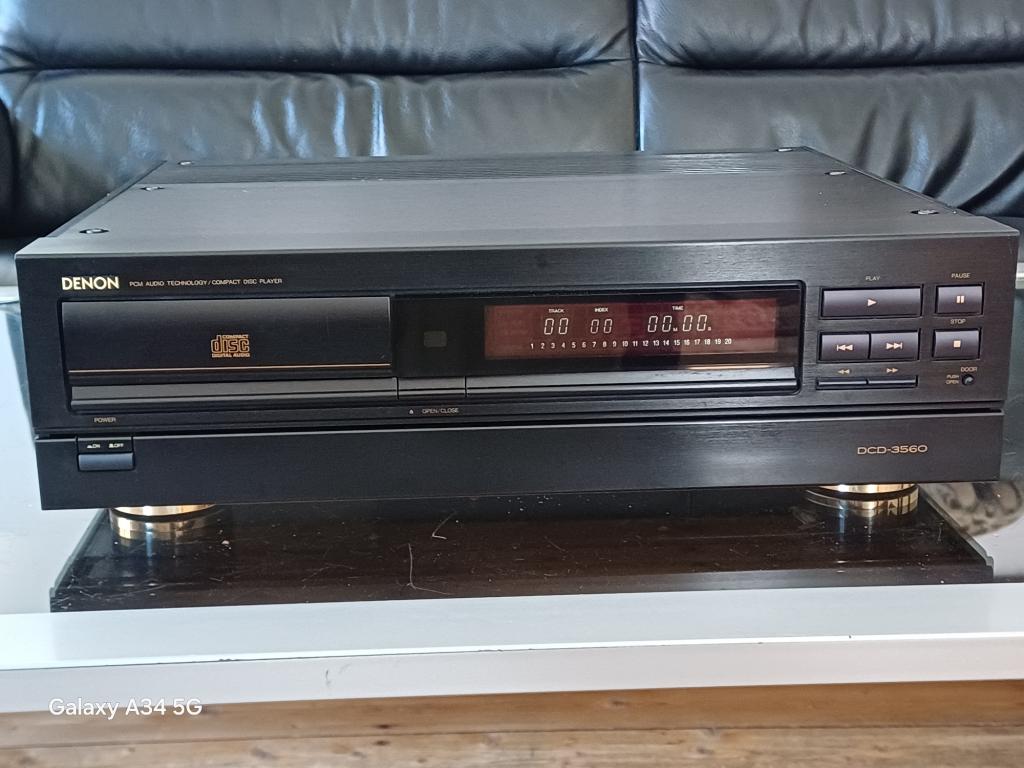 DENON PCM AUDIO TECHNOLOGY/COMPACT DISC PLAYER
COMPACT
disc
DIGITAL AUDIO
TRACK INDEX TIME
00 00 00M 00S
1 2 3 4 5 6 7 8 9 10 11 12 13 14 15 16 17 18 19 20
PLAY PAUSE
STOP
DOOR
PUSH
OPEN
OPEN/CLOSE
POWER
ON OFF
DCD-3560
Galaxy A34 5G